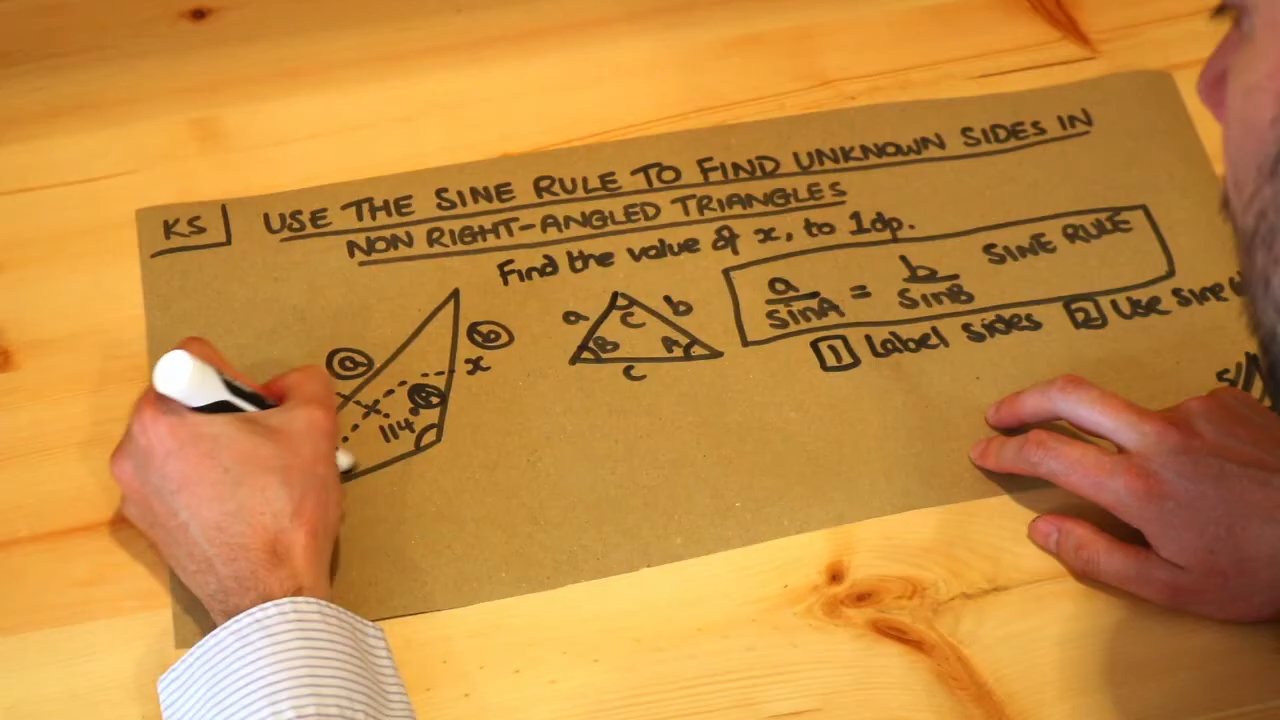 KS
USE THE SINE RULE TO FIND UNKNOWN SIDES IN
NON RIGHT-ANGLED TRIANGLES
Find the value of x, to 1dp.
a/sinA = b/sinB SINE RULE
1 Label sides 2 Use sine
a
b
x
A
114°
a
b
c
A
B
C